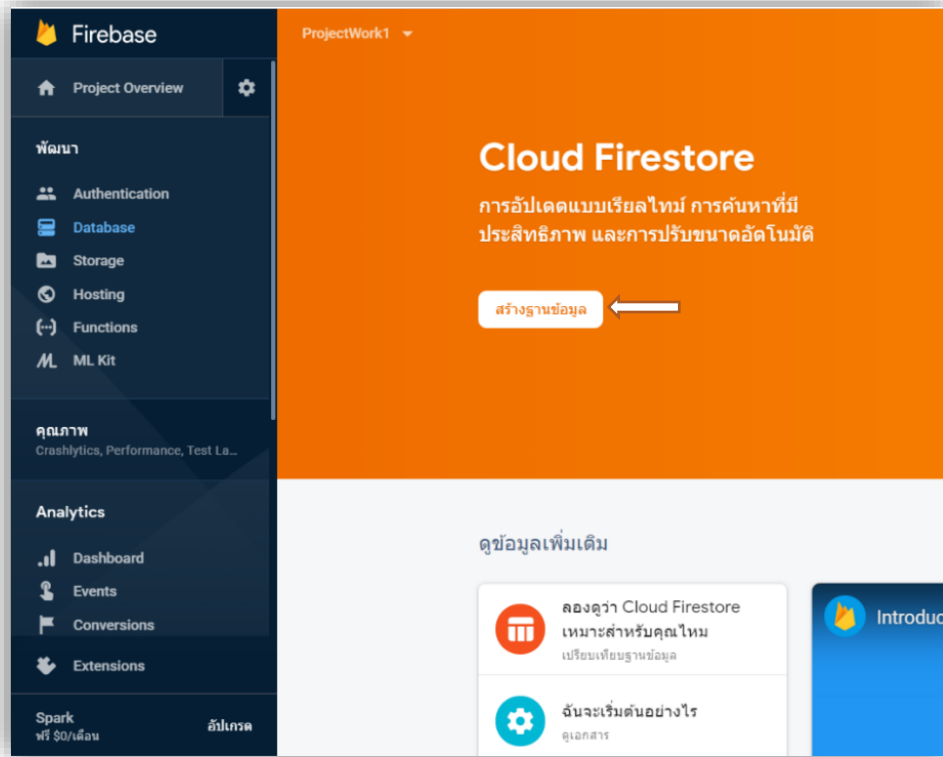 Firebase
Project Overview
พัฒนา
Authentication
Database
Storage
Hosting
Functions
ML Kit
คุณภาพ
Crashlytics, Performance, Test La...
Analytics
Dashboard
Events
Conversions
Extensions
Spark
ฟรี $0/เดือน
อัปเกรด
ProjectWork1
Cloud Firestore
การอัปเดตแบบเรียลไทม์ การค้นหาที่มี
ประสิทธิภาพ และการปรับขนาดอัตโนมัติ
สร้างฐานข้อมูล
ดูข้อมูลเพิ่มเติม
ลองดูว่า Cloud Firestore
เหมาะสำหรับคุณไหม
เปรียบเทียบฐานข้อมูล
ฉันจะเริ่มต้นอย่างไร
ดูเอกสาร
Introduc